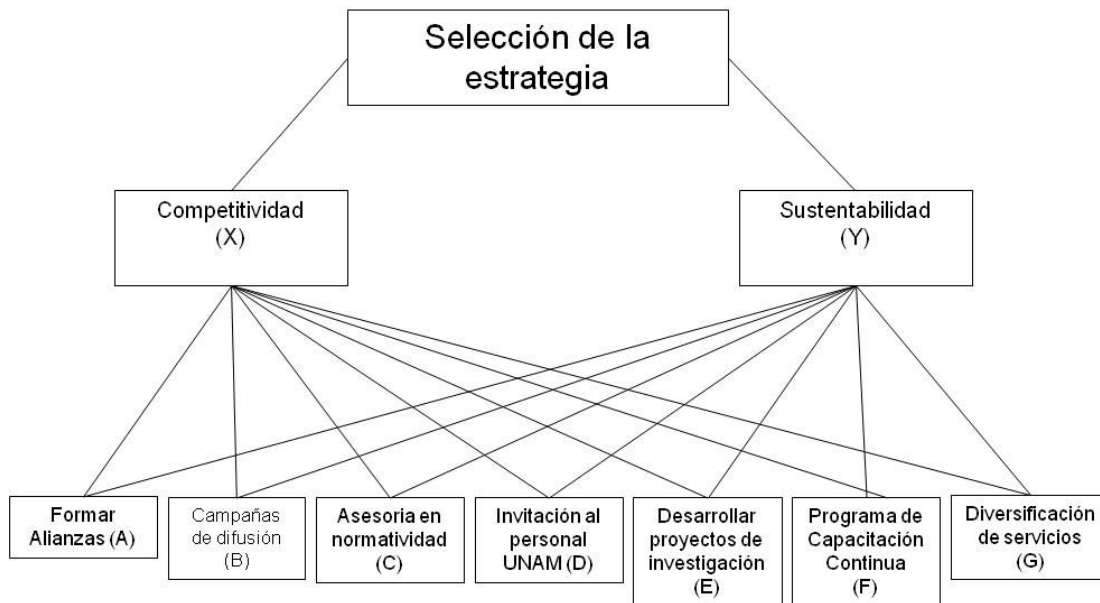 Selección de la
estrategia
Competitividad
(X)
Sustentabilidad
(Y)
Formar
Alianzas (A)
Campañas
de difusión
(B)
Asesoria en
normatividad
(C)
Invitación al
personal
UNAM (D)
Desarrollar
proyectos de
investigación
(E)
Programa de
Capacitación
Continua
(F)
Diversificación
de servicios
(G)